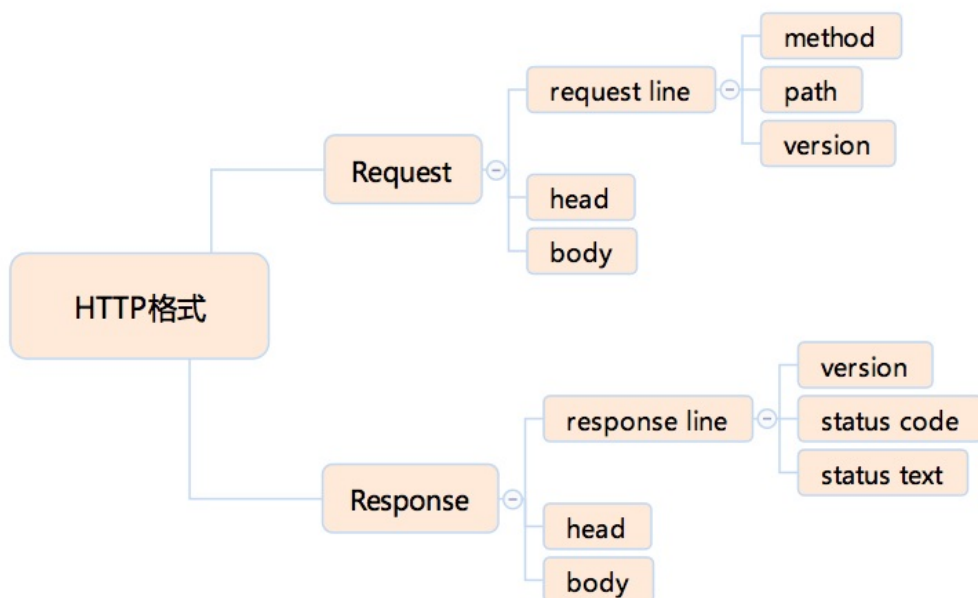 HTTP格式
Request
request line
method
path
version
head
body
Response
response line
version
status code
status text
head
body